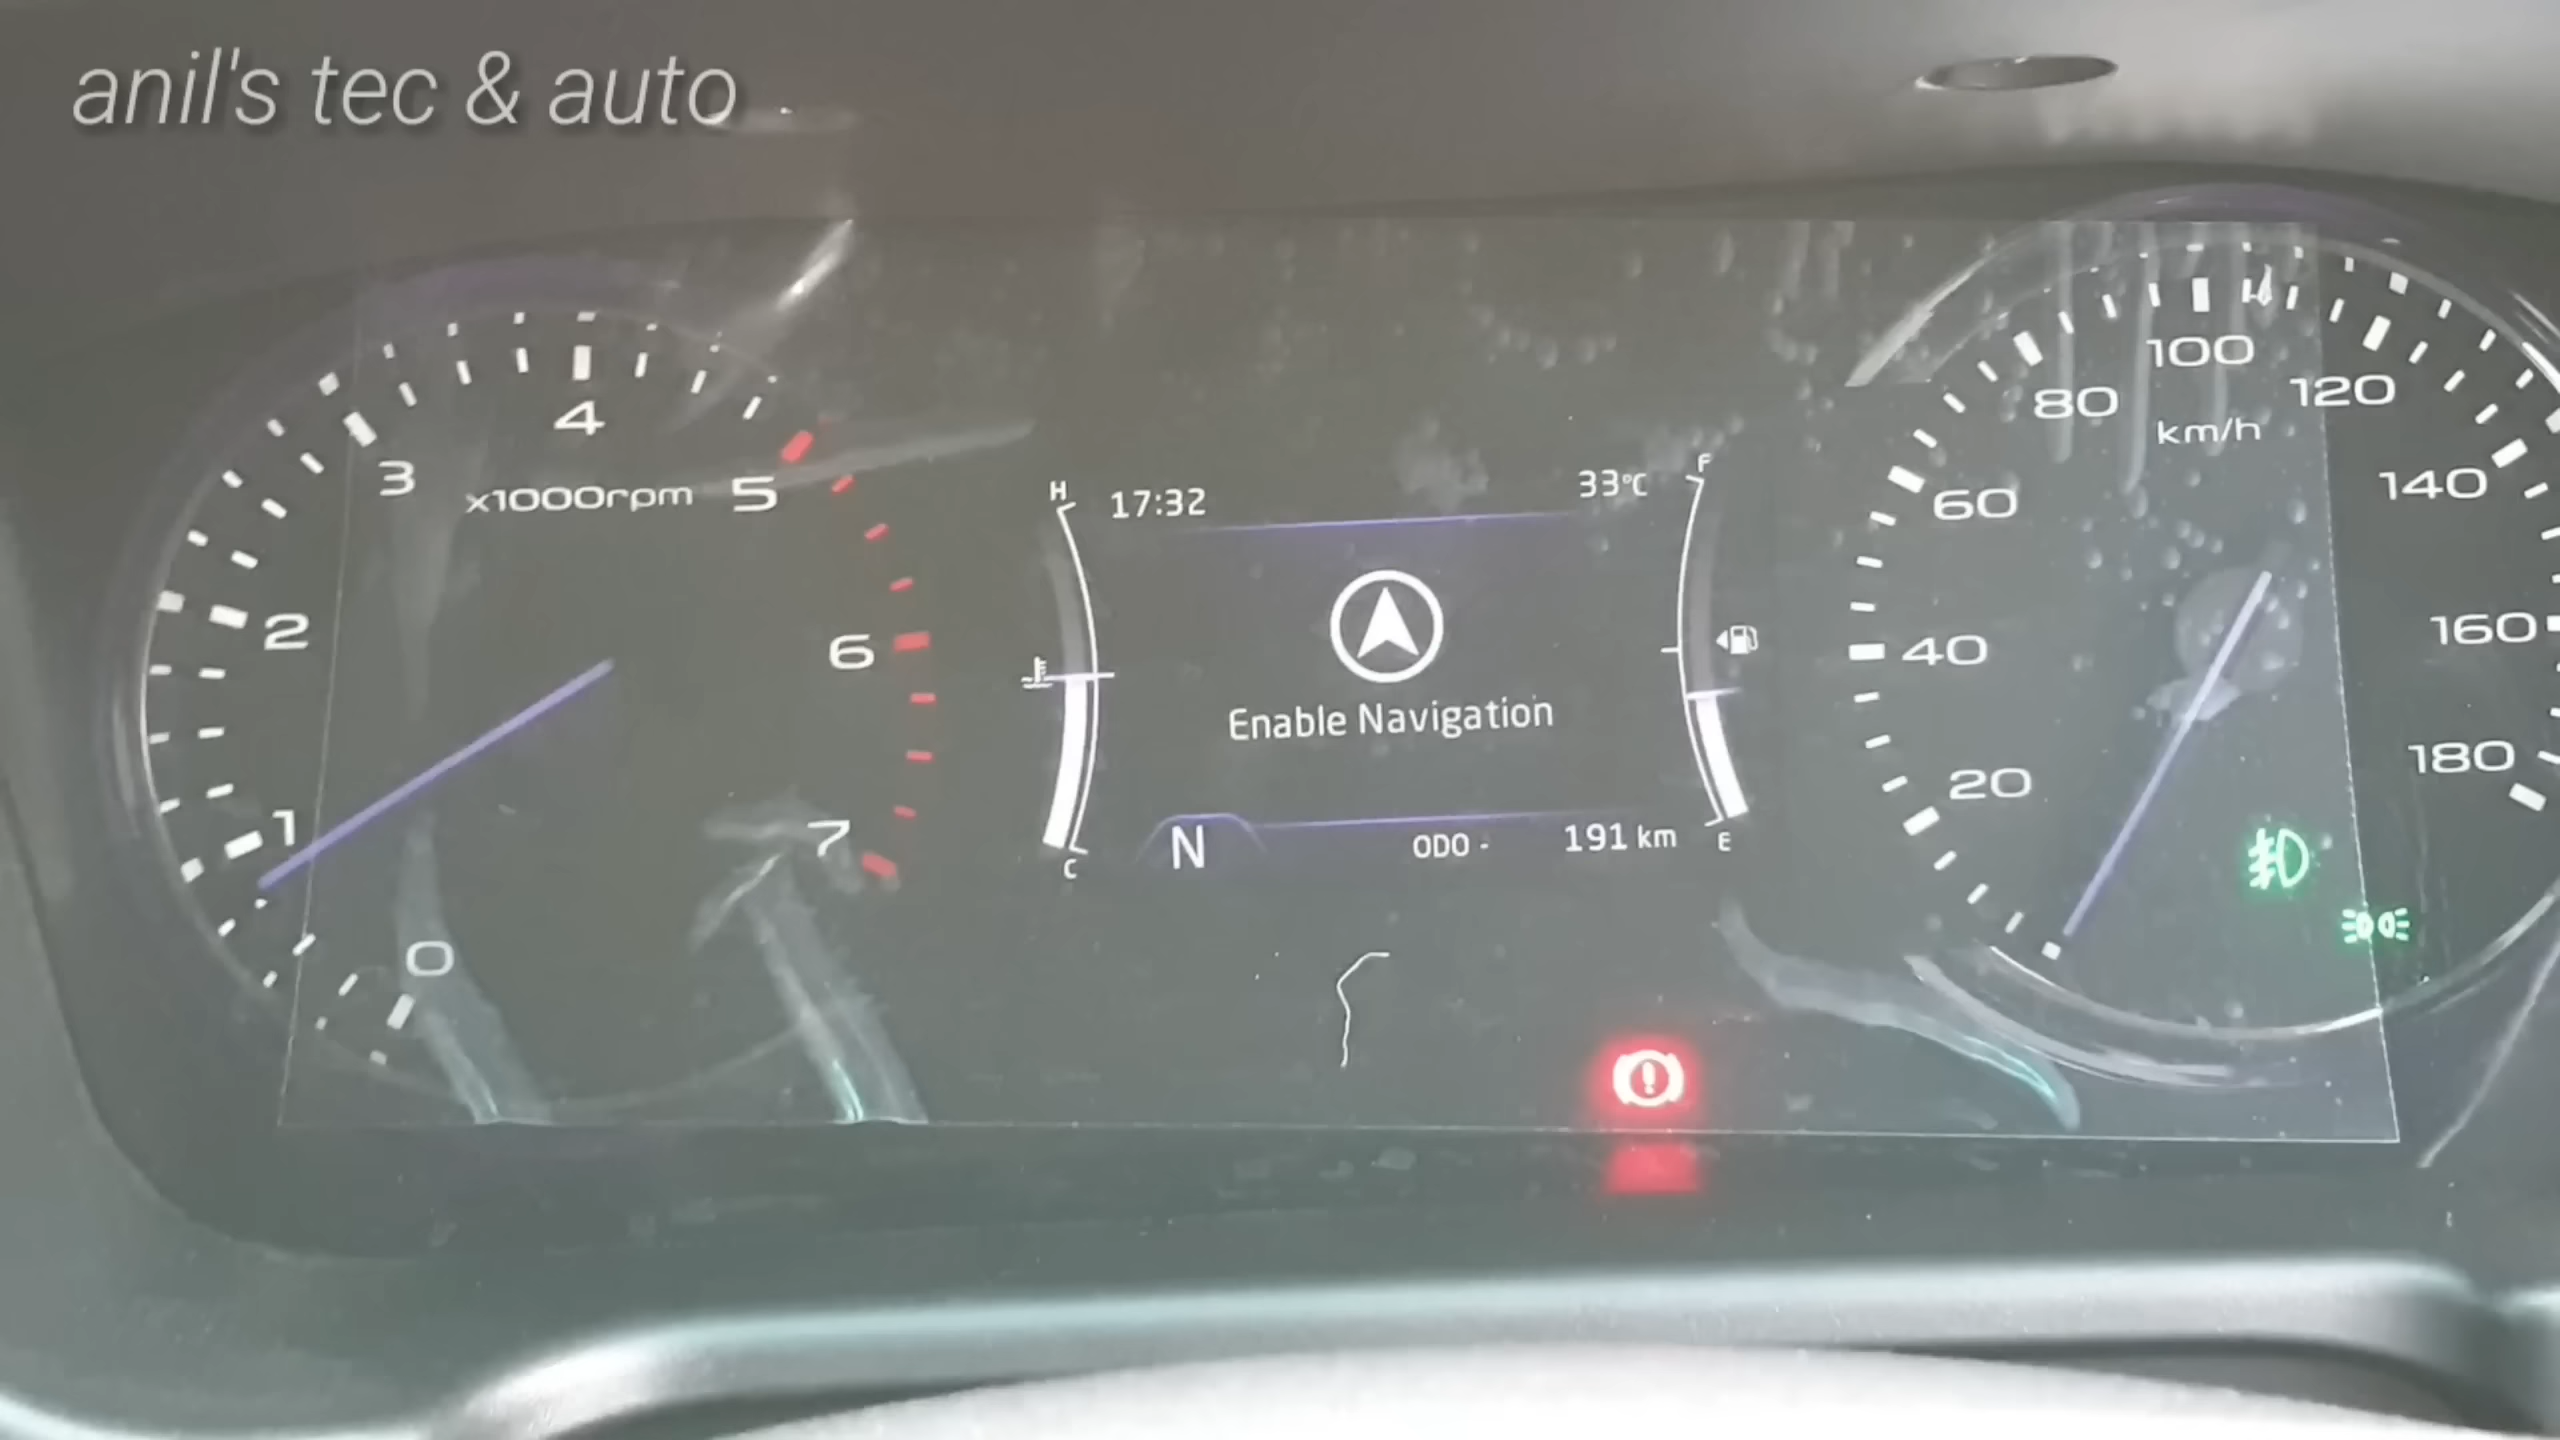 anil's tec & auto
0
1
2
3
4
5
6
7
x1000rpm
H
17:32
33°C
F
Enable Navigation
N
ODO - 191 km
C
E
20
40
60
80
100
120
140
160
180
km/h